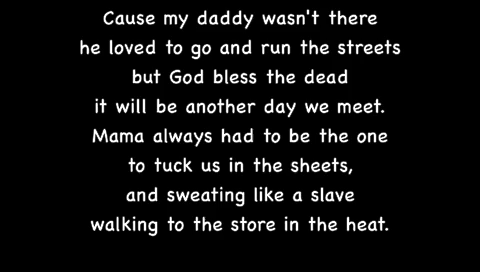 Cause my daddy wasn't there
he loved to go and run the streets
but God bless the dead
it will be another day we meet.
Mama always had to be the one
to tuck us in the sheets,
and sweating like a slave
walking to the store in the heat.